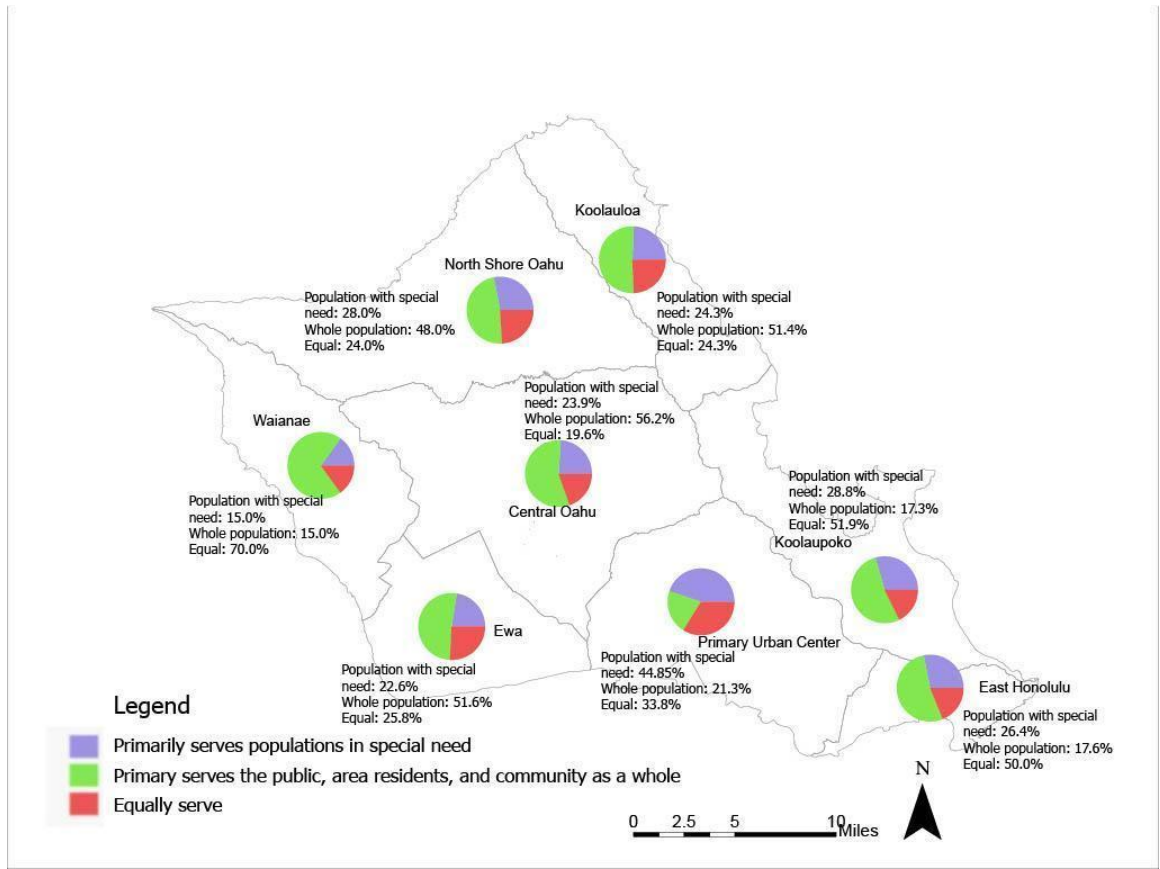 Koolauloa
Population with special
need: 24.3%
Whole population: 51.4%
Equal: 24.3%
North Shore Oahu
Population with special
need: 28.0%
Whole population: 48.0%
Equal: 24.0%
Population with special
need: 23.9%
Whole population: 56.2%
Equal: 19.6%
Central Oahu
Waianae
Population with special
need: 15.0%
Whole population: 15.0%
Equal: 70.0%
Population with special
need: 28.8%
Whole population: 17.3%
Equal: 51.9%
Koolaupoko
Ewa
Population with special
need: 22.6%
Whole population: 51.6%
Equal: 25.8%
Primary Urban Center
Population with special
need: 44.85%
Whole population: 21.3%
Equal: 33.8%
East Honolulu
Population with special
need: 26.4%
Whole population: 17.6%
Equal: 50.0%
Legend
Primarily serves populations in special need
Primary serves the public, area residents, and community as a whole
Equally serve
N
0 2.5 5 10
Miles